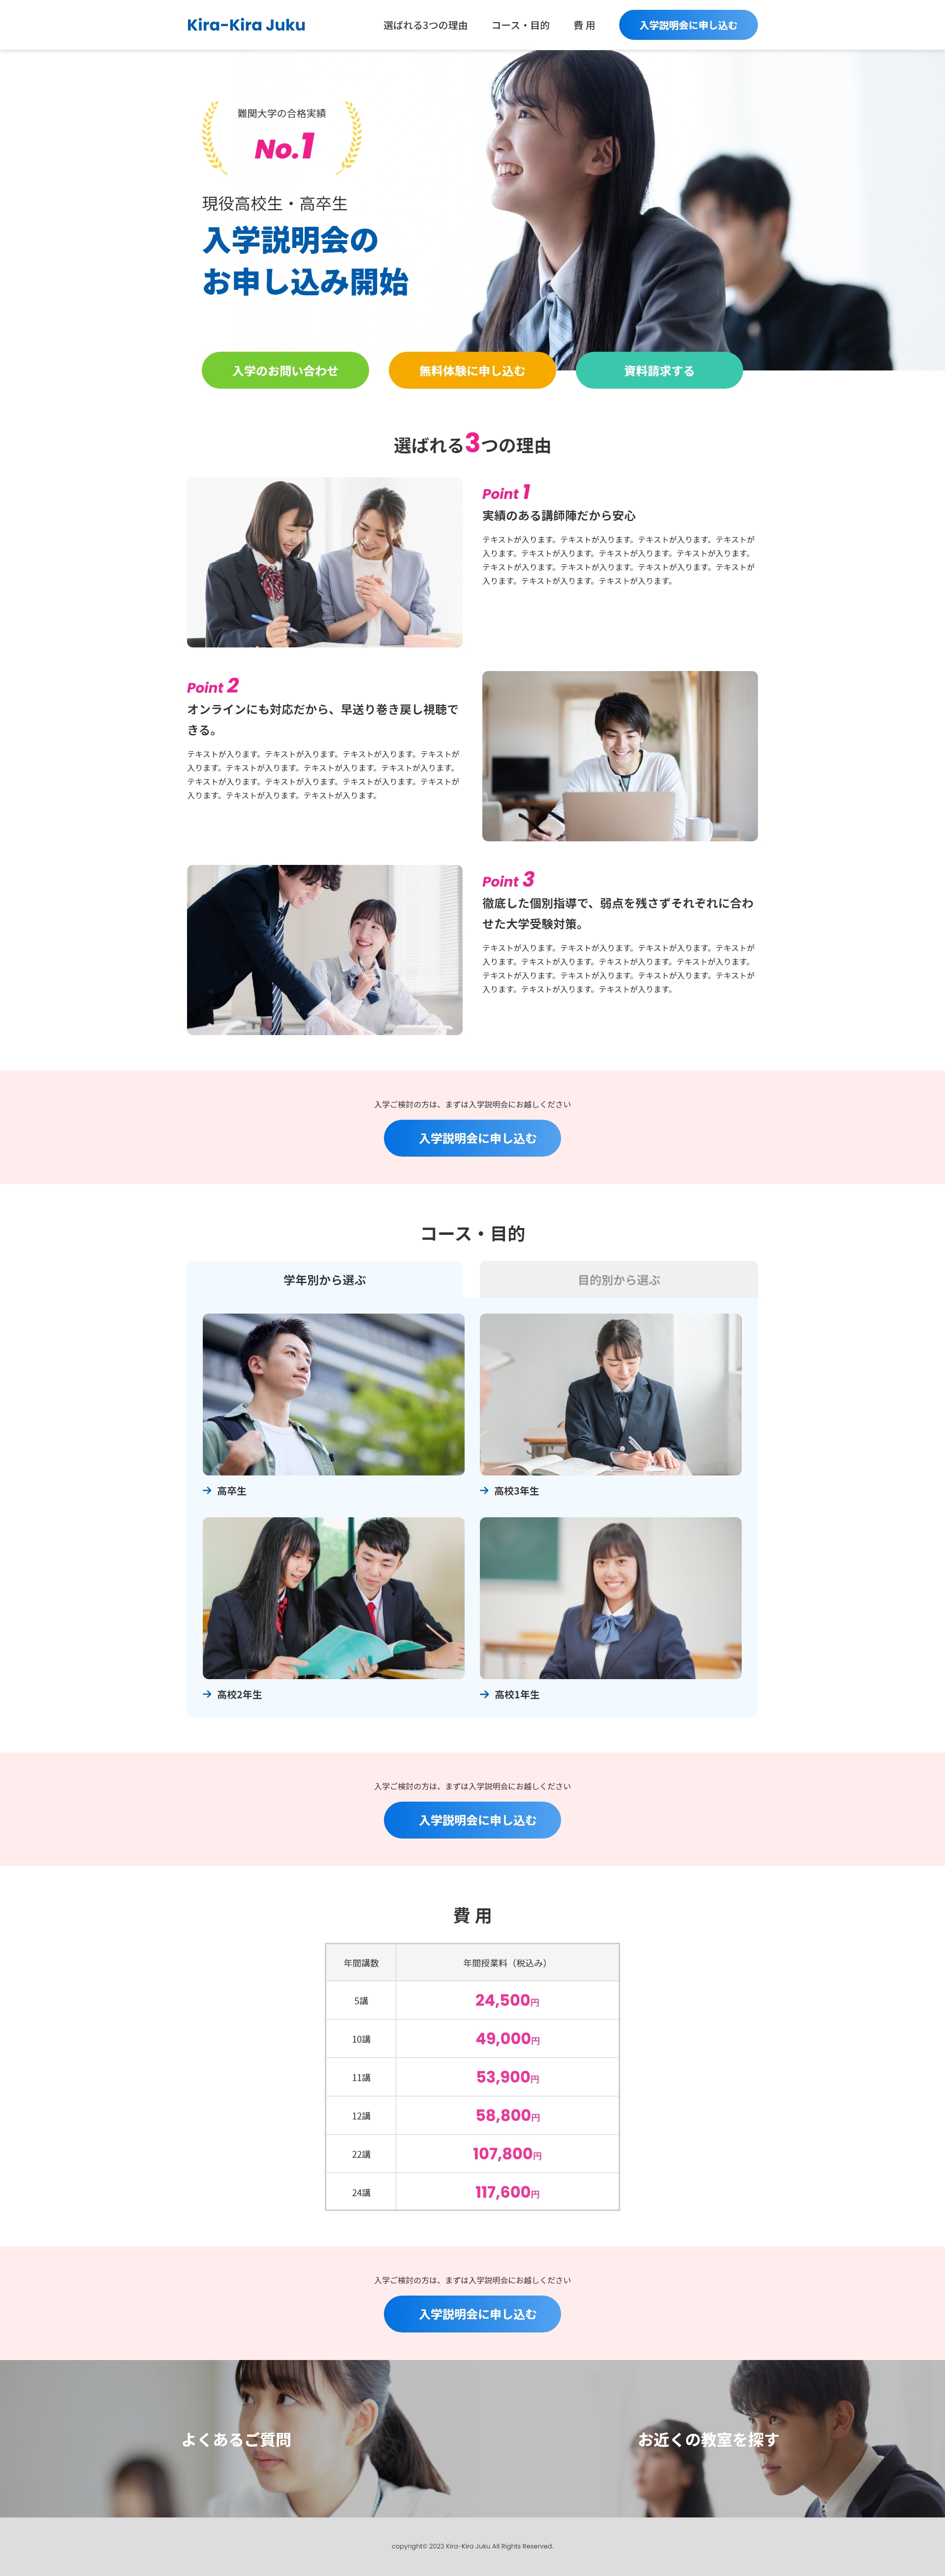 Kira-Kira Juku
選ばれる3つの理由
コース・目的
費 用
入学説明会に申し込む
難関大学の合格実績
No.1
現役高校生・高卒生
入学説明会の
お申し込み開始
入学のお問い合わせ
無料体験に申し込む
資料請求する
選ばれる3つの理由
Point 1
実績のある講師陣だから安心
テキストが入ります。テキストが入ります。テキストが入ります。テキストが
入ります。テキストが入ります。テキストが入ります。テキストが入ります。
テキストが入ります。テキストが入ります。テキストが入ります。テキストが
入ります。テキストが入ります。テキストが入ります。
Point 2
オンラインにも対応だから、早送り巻き戻し視聴で
きる。
テキストが入ります。テキストが入ります。テキストが入ります。テキストが
入ります。テキストが入ります。テキストが入ります。テキストが入ります。
テキストが入ります。テキストが入ります。テキストが入ります。テキストが
入ります。テキストが入ります。テキストが入ります。
Point 3
徹底した個別指導で、弱点を残さずそれぞれに合わ
せた大学受験対策。
テキストが入ります。テキストが入ります。テキストが入ります。テキストが
入ります。テキストが入ります。テキストが入ります。テキストが入ります。
テキストが入ります。テキストが入ります。テキストが入ります。テキストが
入ります。テキストが入ります。テキストが入ります。
入学ご検討の方は、まずは入学説明会にお越しください
入学説明会に申し込む
コース・目的
学年別から選ぶ
目的別から選ぶ
高卒生
高校3年生
高校2年生
高校1年生
入学ご検討の方は、まずは入学説明会にお越しください
入学説明会に申し込む
費 用
年間講数
年間授業料（税込み）
5講
24,500円
10講
49,000円
11講
53,900円
12講
58,800円
22講
107,800円
24講
117,600円
入学ご検討の方は、まずは入学説明会にお越しください
入学説明会に申し込む
よくあるご質問
お近くの教室を探す
copyright© 2023 Kira-Kira Juku All Rights Reserved.